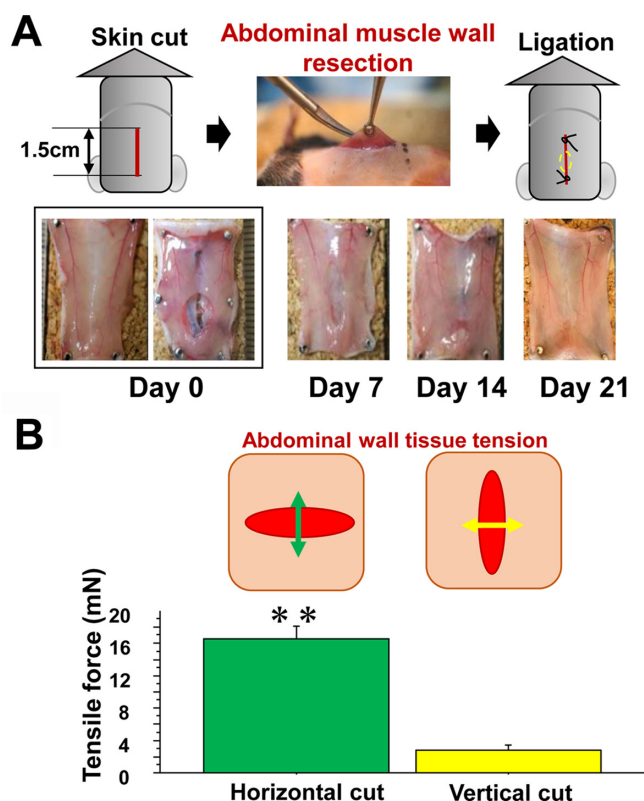 A
Skin cut
Abdominal muscle wall
resection
Ligation
1.5cm
Day 0
Day 7
Day 14
Day 21
B
Abdominal wall tissue tension
Tensile force (mN)
20
16
12
8
4
0
**
Horizontal cut
Vertical cut